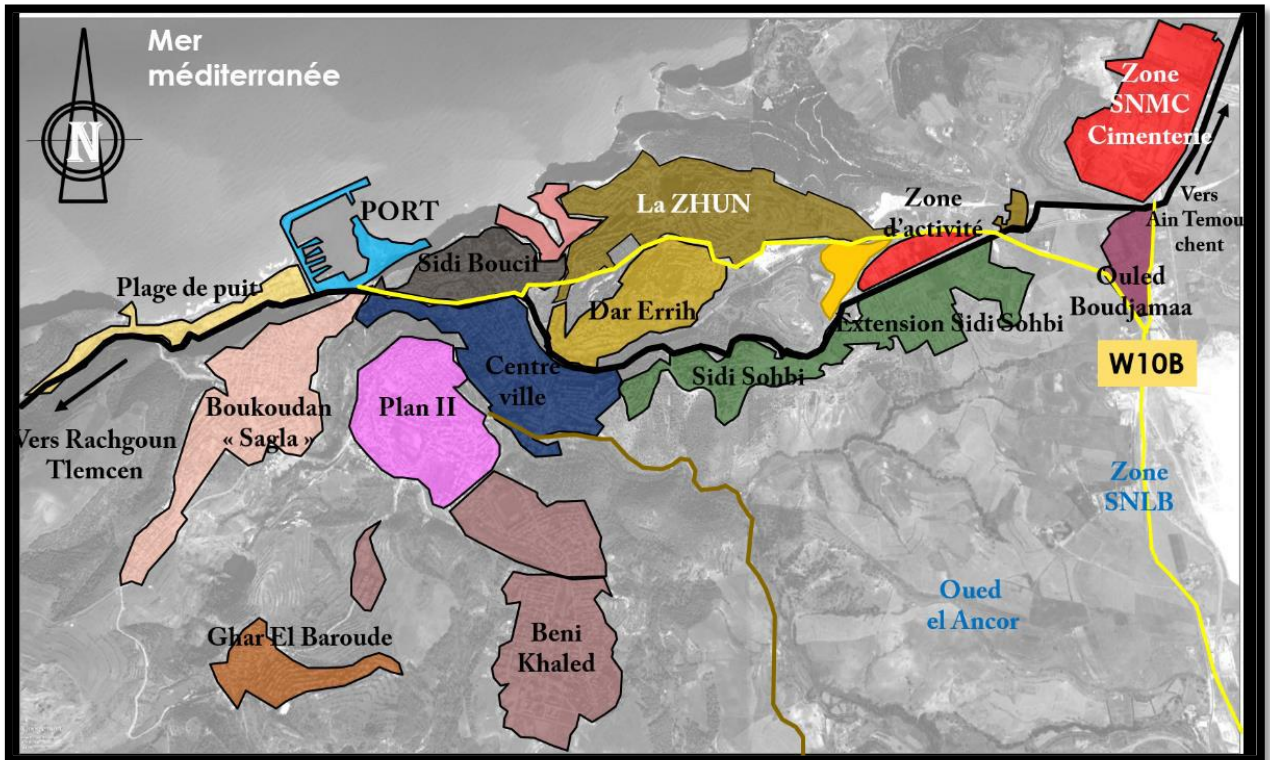 Mer
méditerranée
N
Zone
SNMC
Cimenterie
PORT
La ZHUN
Zone
d'activité
Vers
Ain Temou
chent
Sidi Boucif
Plage de puit
Dar Errih
Ouled
Boudjamaa
Extension Sidi Sohbi
Centre
ville
Sidi Sohbi
W10B
Boukoudan
« Sagla »
Plan II
Vers Rachgoun
Tlemcen
Zone
SNLB
Oued
el Ancor
Ghar El Baroude
Beni
Khaled